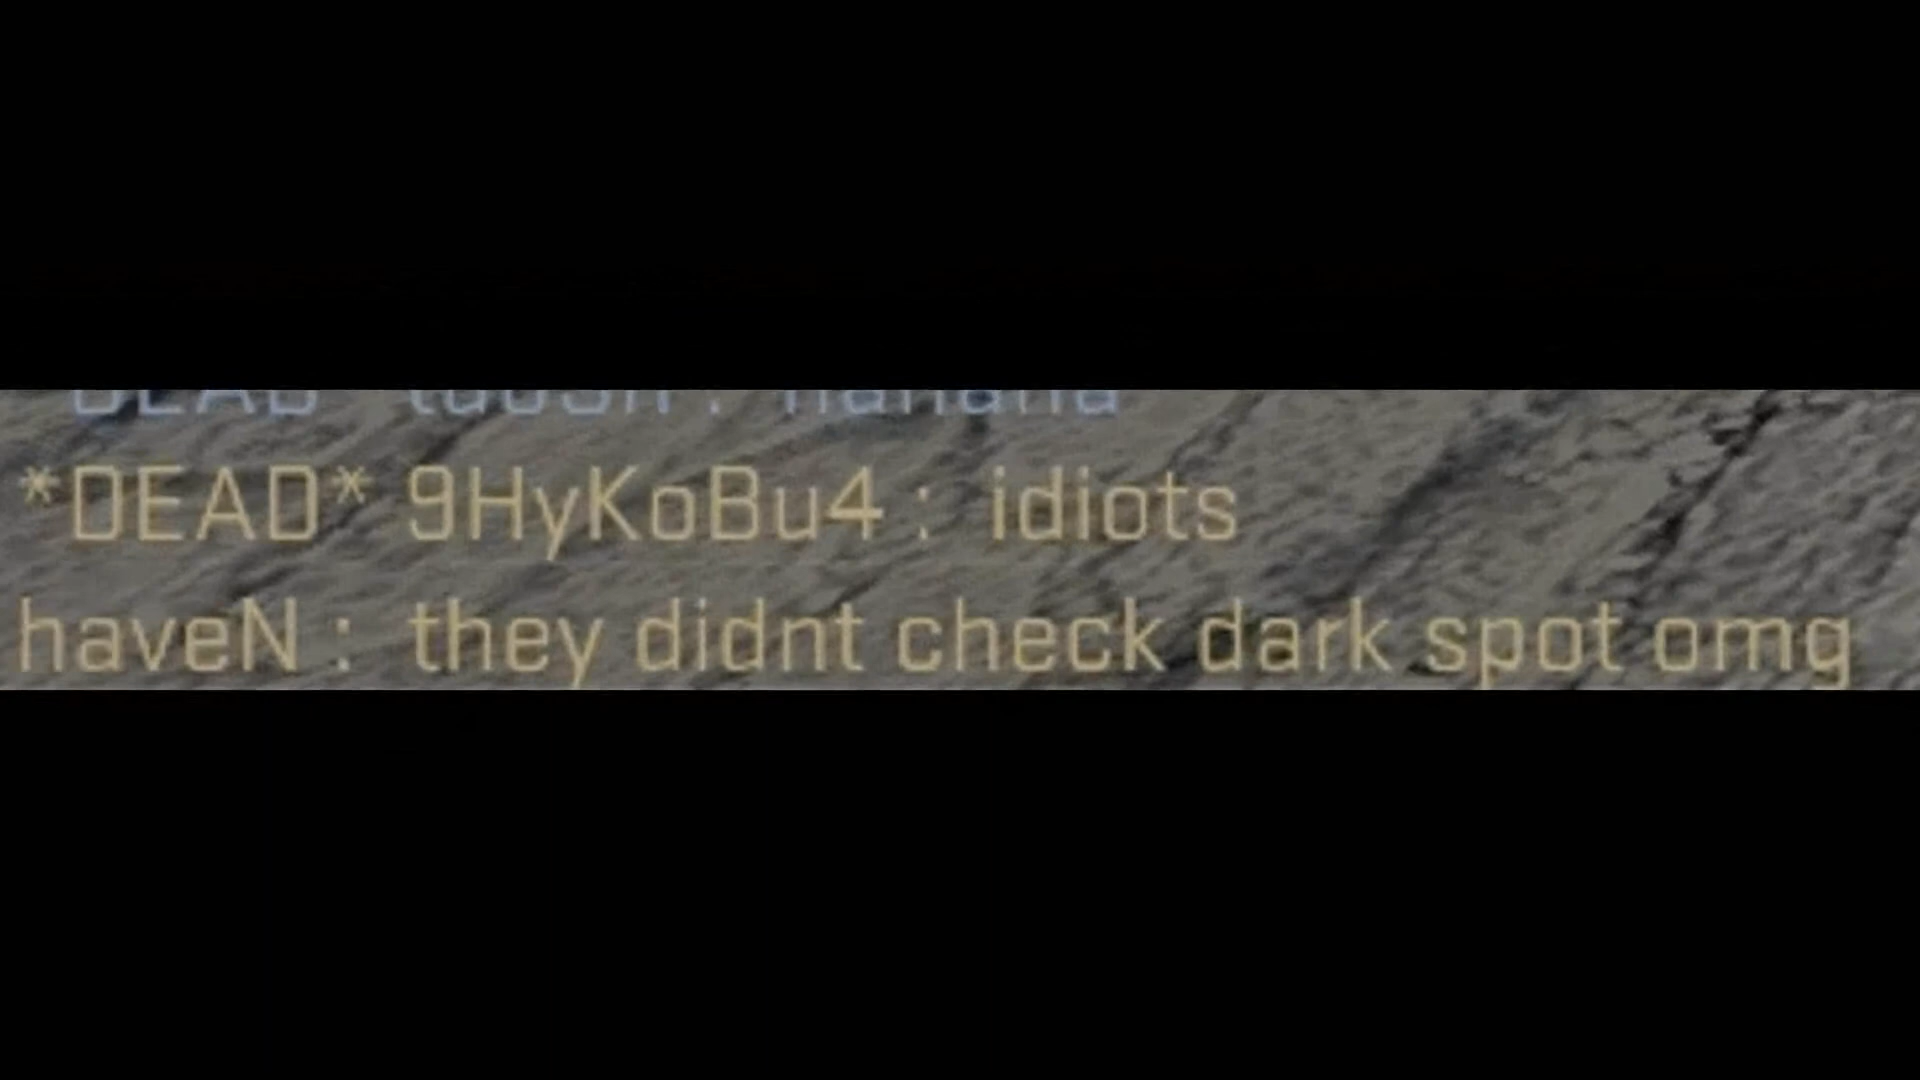 *DEAD* 9HyKoBu4 : idiots
haveN : they didnt check dark spot omg